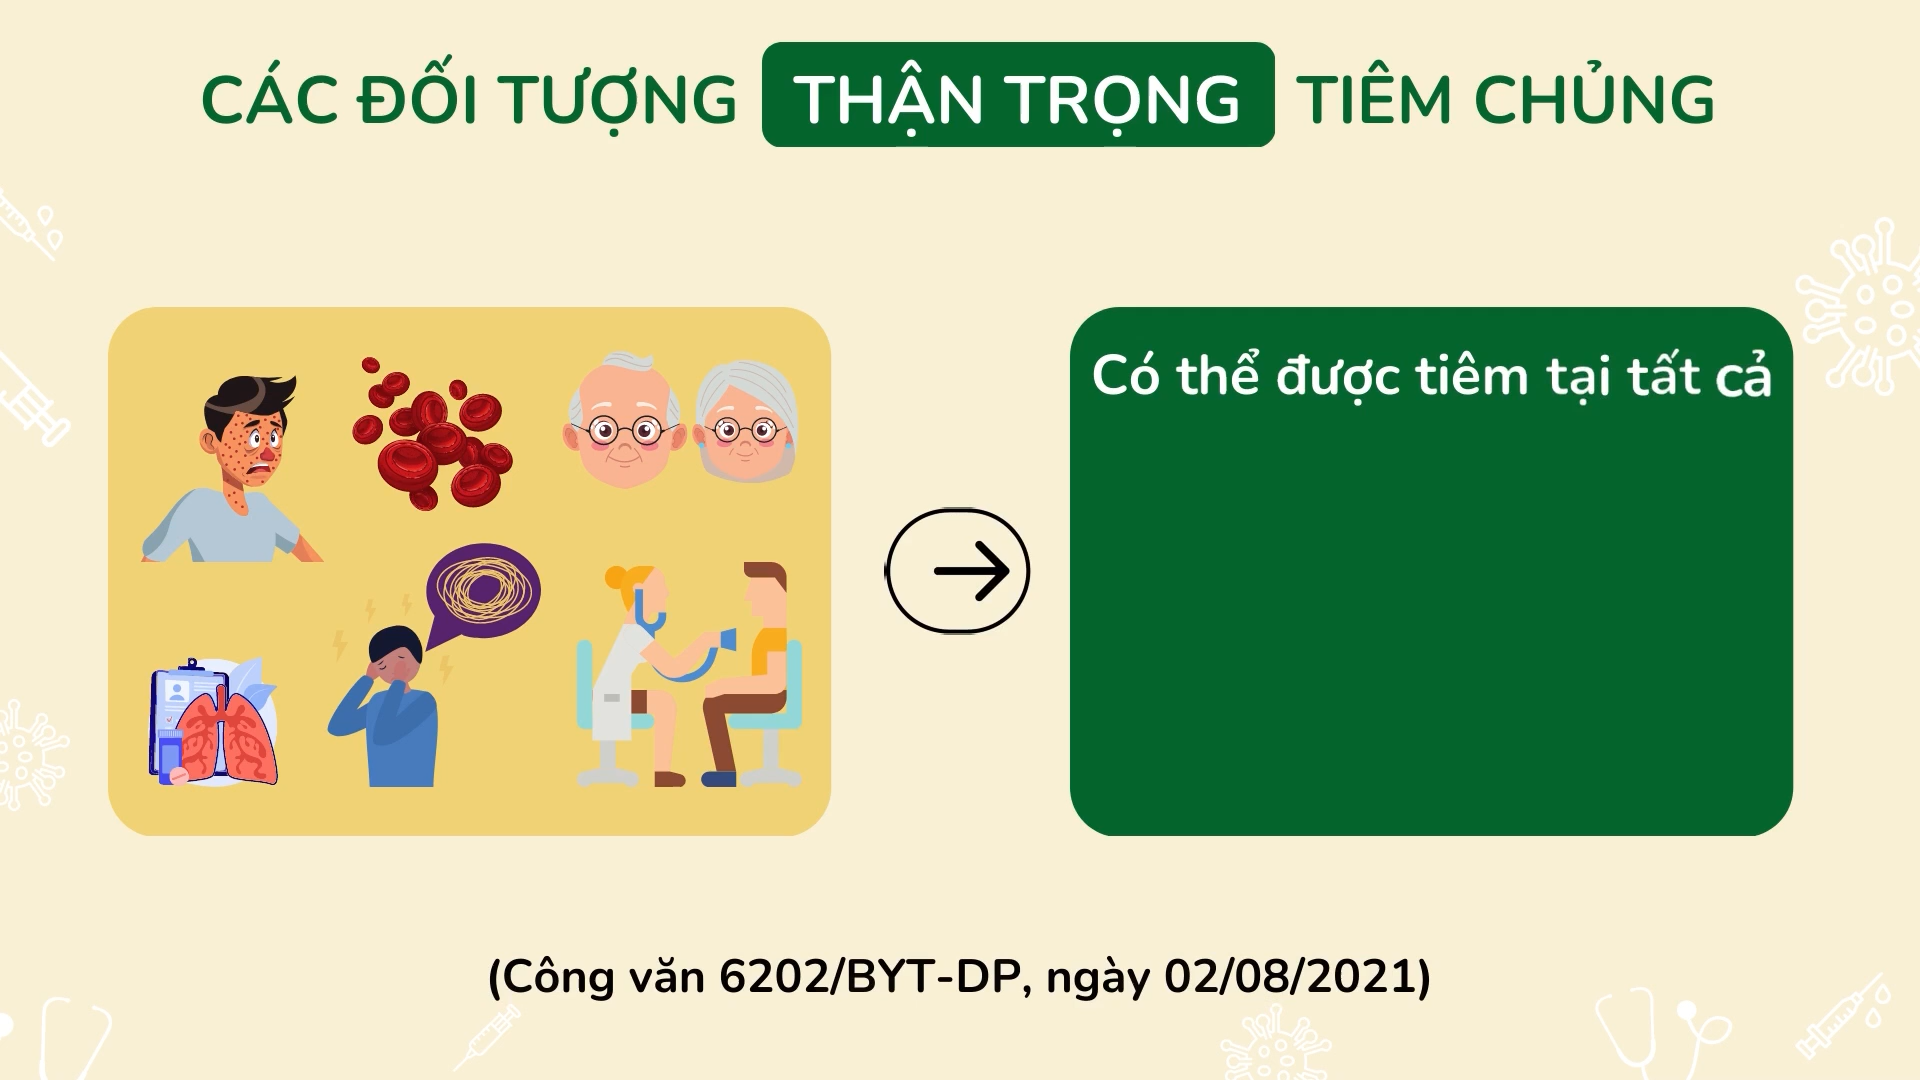 CÁC ĐỐI TƯỢNG THẬN TRỌNG TIÊM CHỦNG
Có thể được tiêm tại tất cả
(Công văn 6202/BYT-DP, ngày 02/08/2021)